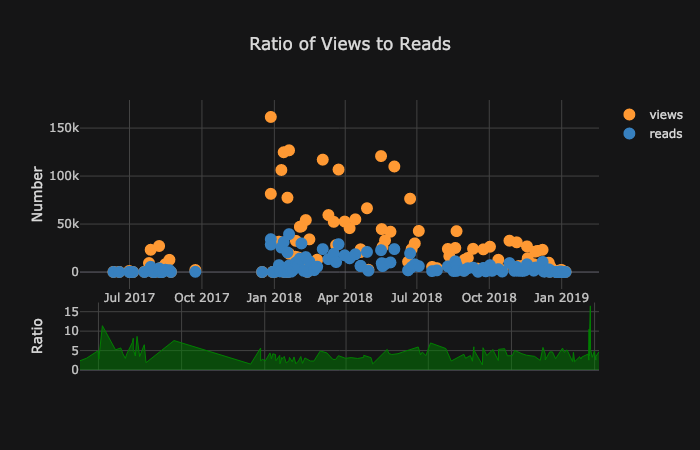 Ratio of Views to Reads
views
reads
Number
150k
100k
50k
0
Jul 2017 Oct 2017 Jan 2018 Apr 2018 Jul 2018 Oct 2018 Jan 2019
Ratio
15
10
5
0